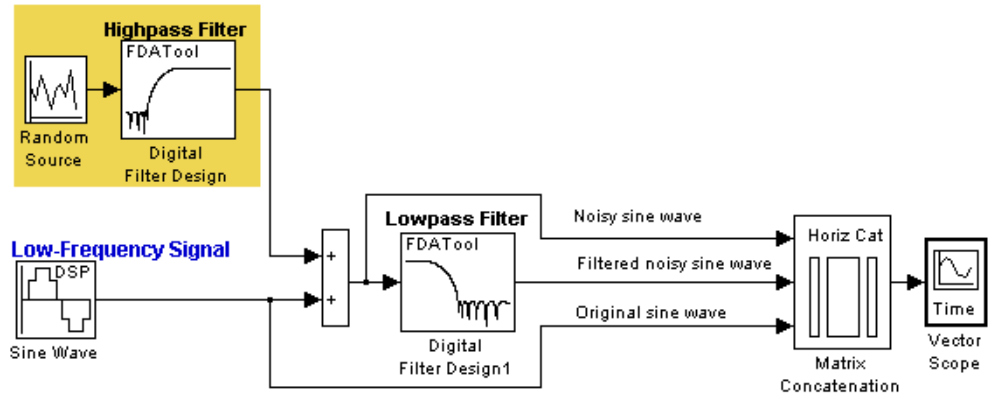 Highpass Filter
FDATool
Random
Source
Digital
Filter Design
Low-Frequency Signal
DSP
Sine Wave
+
+
Lowpass Filter
FDATool
Digital
Filter Design1
Noisy sine wave
Filtered noisy sine wave
Original sine wave
Horiz Cat
Matrix
Concatenation
Time
Vector
Scope